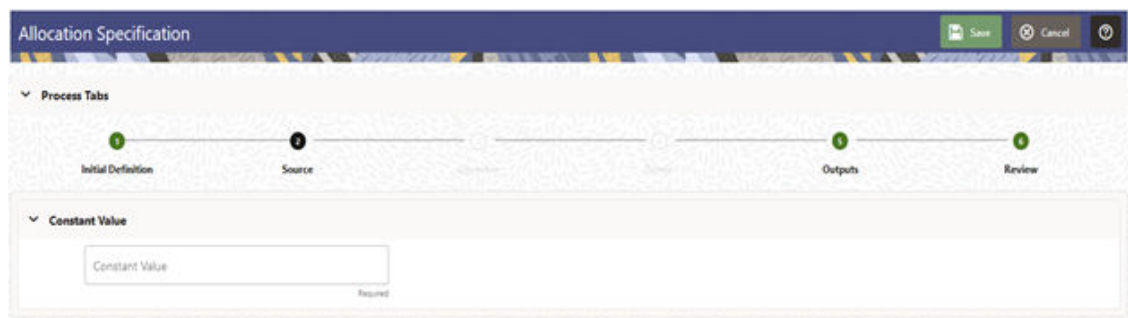 Allocation Specification
Save
Cancel
Process Tabs
1
2
5
6
Initial Definition
Source
Outputs
Review
Constant Value
Constant Value
Required